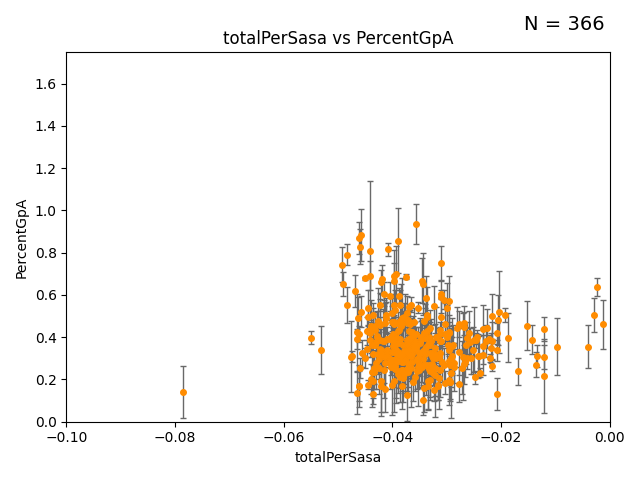 N = 366
totalPerSasa vs PercentGpA
PercentGpA
1.6
1.4
1.2
1.0
0.8
0.6
0.4
0.2
0.0
−0.10 −0.08 −0.06 −0.04 −0.02 0.00
totalPerSasa